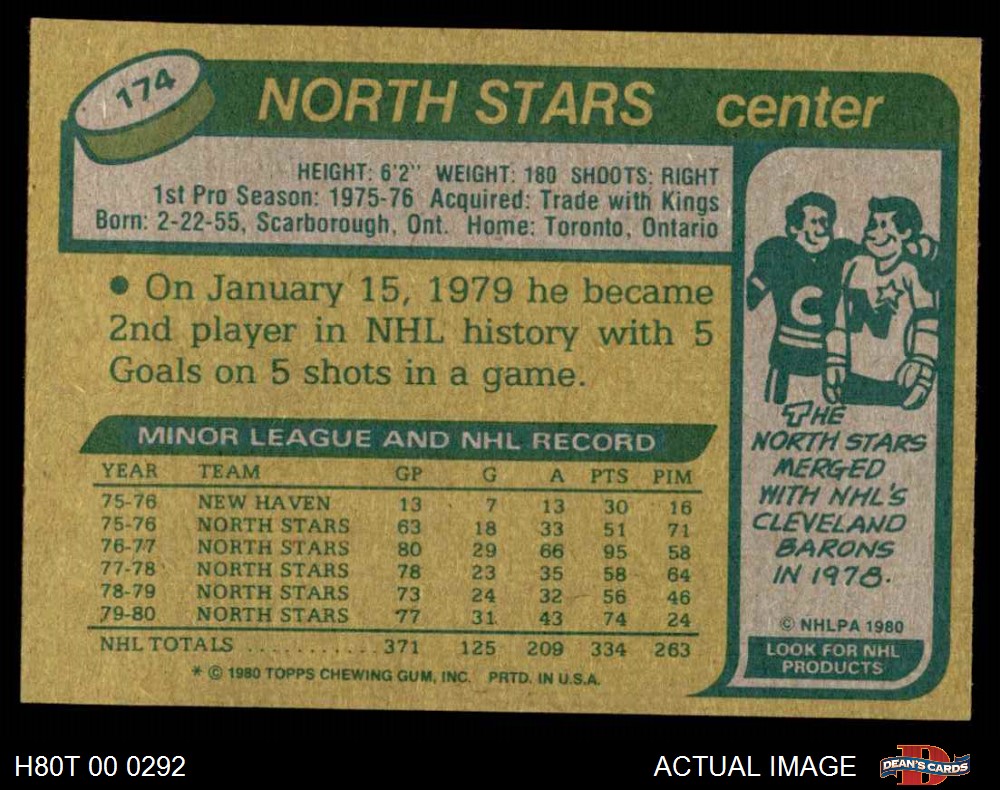 174
NORTH STARS center
HEIGHT: 6'2" WEIGHT: 180 SHOOTS: RIGHT
1st Pro Season: 1975-76 Acquired: Trade with Kings
Born: 2-22-55, Scarborough, Ont. Home: Toronto, Ontario
• On January 15, 1979 he became
2nd player in NHL history with 5
Goals on 5 shots in a game.
MINOR LEAGUE AND NHL RECORD
YEAR TEAM GP G A PTS PIM
75-76 NEW HAVEN 13 7 13 30 16
75-76 NORTH STARS 63 18 33 51 71
76-77 NORTH STARS 80 29 66 95 58
77-78 NORTH STARS 78 23 35 58 64
78-79 NORTH STARS 73 24 32 56 46
79-80 NORTH STARS 77 31 43 74 24
NHL TOTALS ........... 371 125 209 334 263
* © 1980 TOPPS CHEWING GUM, INC. PRTD. IN U.S.A.
C
N
THE
NORTH STARS
MERGED
WITH NHL'S
CLEVELAND
BARONS
IN 1978.
© NHLPA 1980
LOOK FOR NHL
PRODUCTS
H80T 00 0292
ACTUAL IMAGE
D
DEAN'S CARDS